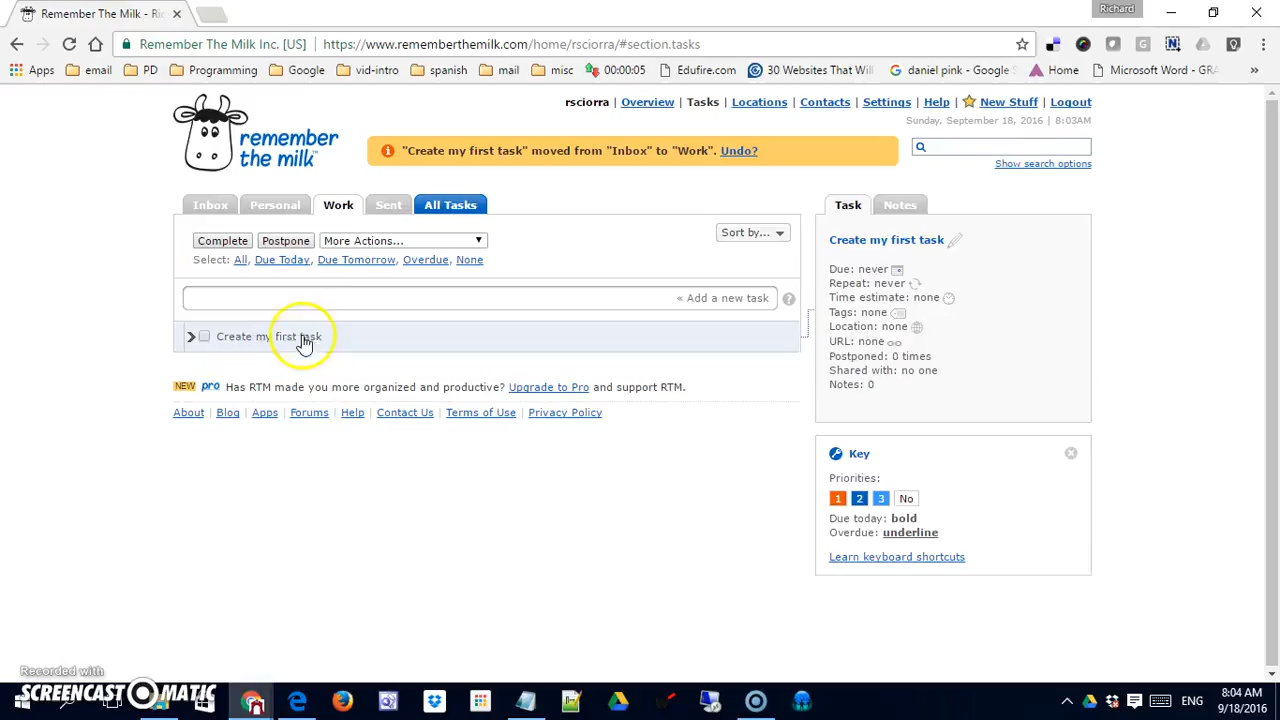 Remember The Milk - Ri
Richard
Remember The Milk Inc. [US] https://www.rememberthemilk.com/home/rsciorra/#section.tasks
Apps email PD Programming Google vid-intro spanish mail misc 00:00:05 Edufire.com 30 Websites That Will daniel pink - Google S Home Microsoft Word - GRA »
rsciorra | Overview | Tasks | Locations | Contacts | Settings | Help | New Stuff | Logout
Sunday, September 18, 2016 | 8:03AM
remember the milk™
"Create my first task" moved from "Inbox" to "Work". Undo?
Show search options
Inbox Personal Work Sent All Tasks
Complete Postpone More Actions... Sort by...
Select: All, Due Today, Due Tomorrow, Overdue, None
« Add a new task ?
Create my first task
NEW pro Has RTM made you more organized and productive? Upgrade to Pro and support RTM.
About | Blog | Apps | Forums | Help | Contact Us | Terms of Use | Privacy Policy
Task Notes
Create my first task
Due: never
Repeat: never
Time estimate: none
Tags: none
Location: none
URL: none
Postponed: 0 times
Shared with: no one
Notes: 0
Key
Priorities:
1 2 3 No
Due today: bold
Overdue: underline
Learn keyboard shortcuts
Recorded with
SCREENCAST MATIC
ENG
8:04 AM
9/18/2016